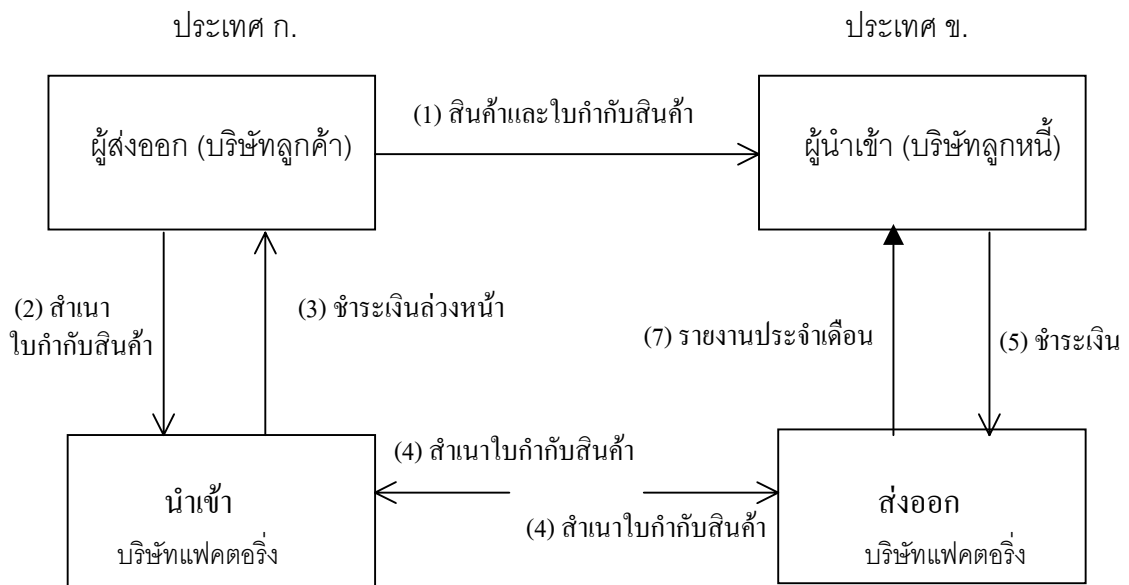 ประเทศ ก.
ประเทศ ข.
(1) สินค้าและใบกำกับสินค้า
ผู้ส่งออก (บริษัทลูกค้า)
ผู้นำเข้า (บริษัทลูกหนี้)
(2) สำเนา
ใบกำกับสินค้า
(3) ชำระเงินล่วงหน้า
(7) รายงานประจำเดือน
(5) ชำระเงิน
(4) สำเนาใบกำกับสินค้า
(4) สำเนาใบกำกับสินค้า
นำเข้า
บริษัทแฟคตอริ่ง
ส่งออก
บริษัทแฟคตอริ่ง